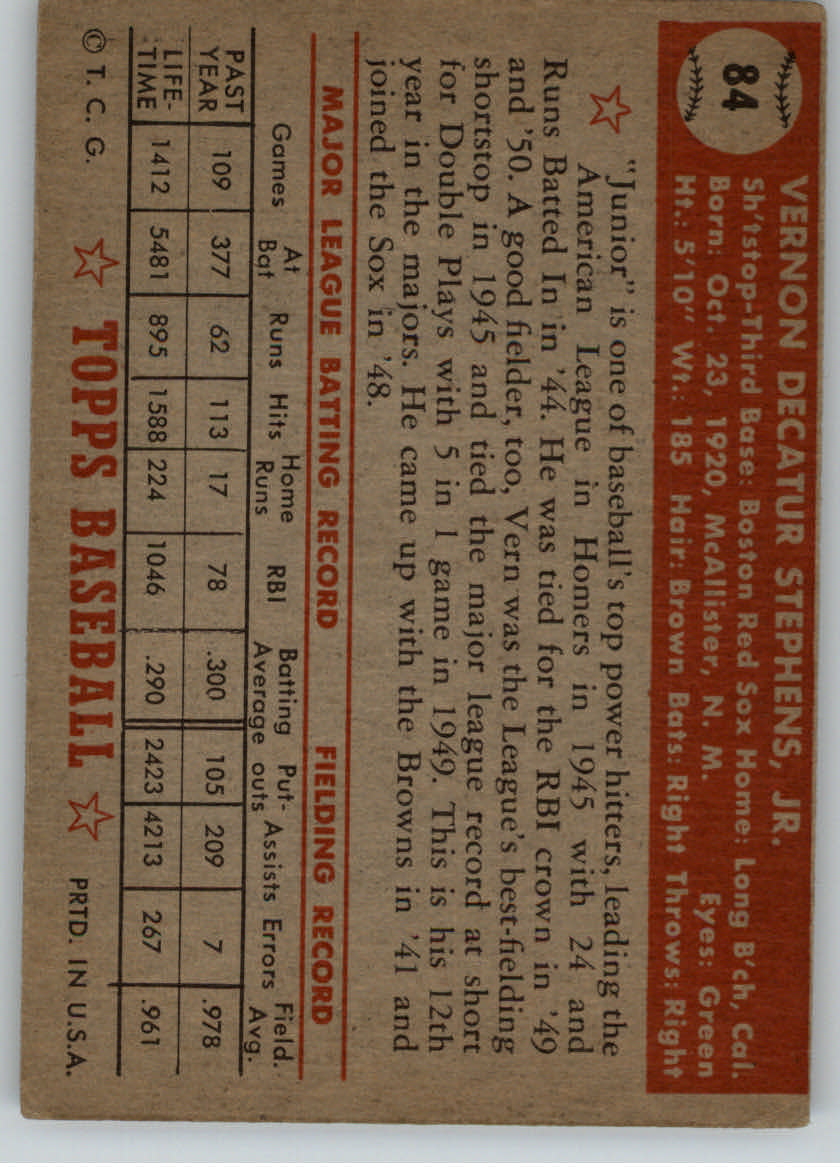 84
VERNON DECATUR STEPHENS, JR.
Sh'tstop-Third Base: Boston Red Sox Home: Long B'ch, Cal.
Born: Oct. 23, 1920, McAllister, N. M. Eyes: Green
Ht.: 5'10" Wt.: 185 Hair: Brown Bats: Right Throws: Right
"Junior" is one of baseball's top power hitters, leading the
American League in Homers in 1945 with 24 and
Runs Batted In in '44. He was tied for the RBI crown in '49
and '50. A good fielder, too, Vern was the League's best-fielding
shortstop in 1945 and tied the major league record at short
for Double Plays with 5 in 1 game in 1949. This is his 12th
year in the majors. He came up with the Browns in '41 and
joined the Sox in '48.
MAJOR LEAGUE BATTING RECORD FIELDING RECORD
Games At Bat Runs Hits Home Runs RBI Batting Average Put-outs Assists Errors Field. Avg.
PAST YEAR 109 377 62 113 17 78 .300 105 209 7 .978
LIFE-TIME 1412 5481 895 1588 224 1046 .290 2423 4213 267 .961
© T. C. G. TOPPS BASEBALL PRTD. IN U.S.A.